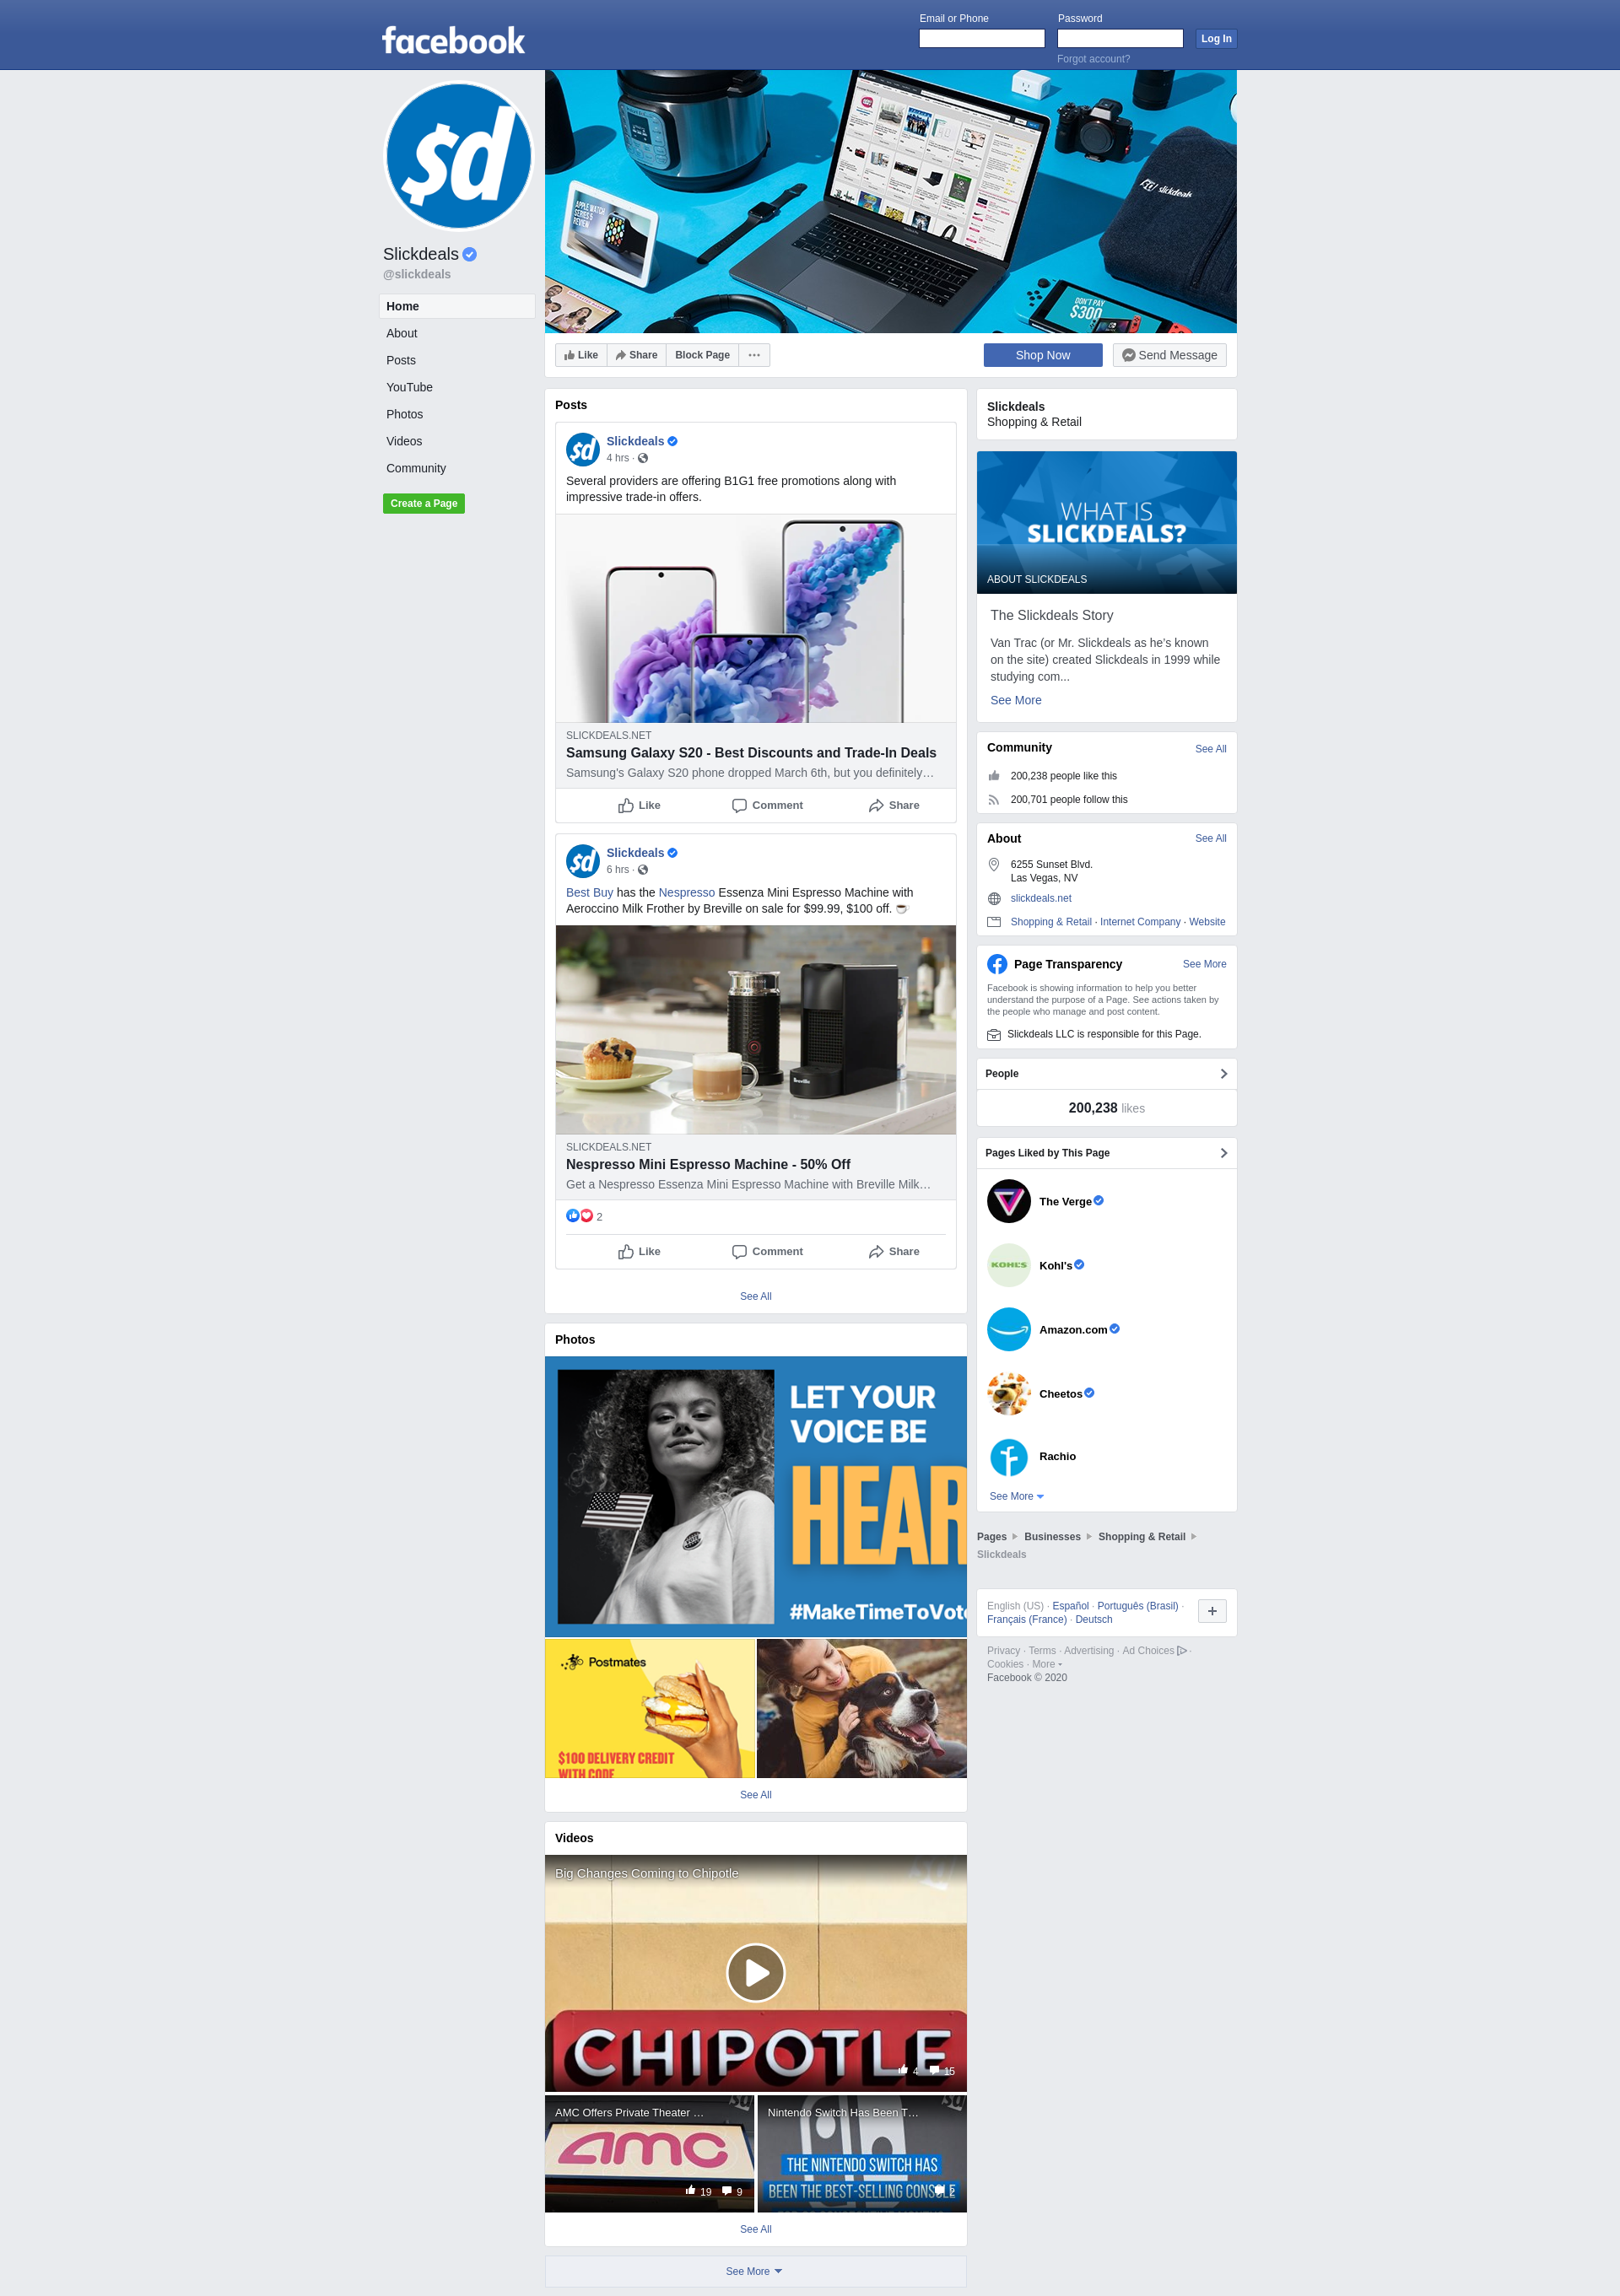 facebook
Email or Phone
Password
Log In
Forgot account?
$d
Slickdeals
@slickdeals
Home
About
Posts
YouTube
Photos
Videos
Community
Create a Page
APPLE WATCH
SERIES 5
REVIEW
slickdeals
DON'T PAY
$300
Like
Share
Block Page
Shop Now
Send Message
Posts
$d
Slickdeals
4 hrs ·
Several providers are offering B1G1 free promotions along with
impressive trade-in offers.
SLICKDEALS.NET
Samsung Galaxy S20 - Best Discounts and Trade-In Deals
Samsung's Galaxy S20 phone dropped March 6th, but you definitely…
Like
Comment
Share
$d
Slickdeals
6 hrs ·
Best Buy has the Nespresso Essenza Mini Espresso Machine with
Aeroccino Milk Frother by Breville on sale for $99.99, $100 off. ☕
Breville
SLICKDEALS.NET
Nespresso Mini Espresso Machine - 50% Off
Get a Nespresso Essenza Mini Espresso Machine with Breville Milk…
2
Like
Comment
Share
See All
Photos
LET YOUR
VOICE BE
HEAR
#MakeTimeToVote
Postmates
$100 DELIVERY CREDIT
WITH CODE
See All
Videos
Big Changes Coming to Chipotle
CHIPOTLE
4
15
AMC Offers Private Theater …
amc
19
9
Nintendo Switch Has Been T…
THE NINTENDO SWITCH HAS
BEEN THE BEST-SELLING CONSOLE
2
See All
See More
Slickdeals
Shopping & Retail
WHAT IS
SLICKDEALS?
ABOUT SLICKDEALS
The Slickdeals Story
Van Trac (or Mr. Slickdeals as he's known
on the site) created Slickdeals in 1999 while
studying com...
See More
Community
See All
200,238 people like this
200,701 people follow this
About
See All
6255 Sunset Blvd.
Las Vegas, NV
slickdeals.net
Shopping & Retail · Internet Company · Website
Page Transparency
See More
Facebook is showing information to help you better
understand the purpose of a Page. See actions taken by
the people who manage and post content.
Slickdeals LLC is responsible for this Page.
People
200,238 likes
Pages Liked by This Page
The Verge
KOHL'S
Kohl's
Amazon.com
Cheetos
Rachio
See More
Pages
Businesses
Shopping & Retail
Slickdeals
English (US) · Español · Português (Brasil) ·
Français (France) · Deutsch
Privacy · Terms · Advertising · Ad Choices ·
Cookies · More
Facebook © 2020